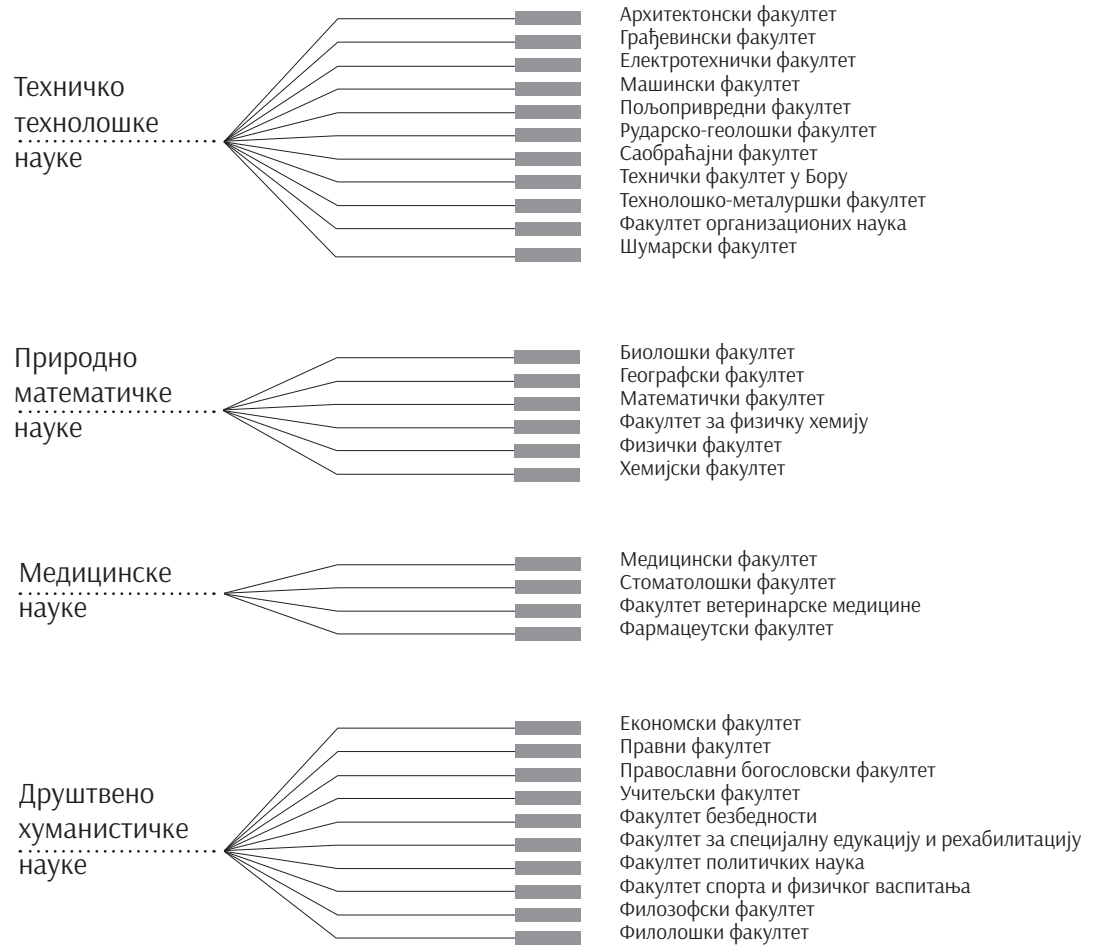 Техничко
технолошке
науке
Архитектонски факултет
Грађевински факултет
Електротехнички факултет
Машински факултет
Пољопривредни факултет
Рударско-геолошки факултет
Саобраћајни факултет
Технички факултет у Бору
Технолошко-металуршки факултет
Факултет организационих наука
Шумарски факултет
Природно
математичке
науке
Биолошки факултет
Географски факултет
Математички факултет
Факултет за физичку хемију
Физички факултет
Хемијски факултет
Медицинске
науке
Медицински факултет
Стоматолошки факултет
Факултет ветеринарске медицине
Фармацеутски факултет
Друштвено
хуманистичке
науке
Економски факултет
Правни факултет
Православни богословски факултет
Учитељски факултет
Факултет безбедности
Факултет за специјалну едукацију и рехабилитацију
Факултет политичких наука
Факултет спорта и физичког васпитања
Филозофски факултет
Филолошки факултет